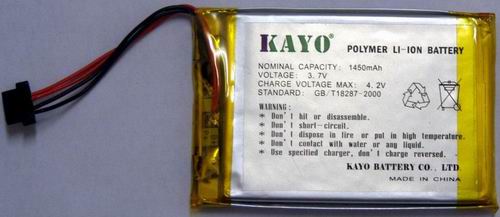 KAYO POLYMER LI-ION BATTERY
NOMINAL CAPACITY: 1450mAh
VOLTAGE: 3.7V
CHARGE VOLTAGE MAX: 4.2V
STANDARD: GB/T18287-2000
WARNING:
* Don't hit or disassemble.
* Don't short-circuit.
* Don't dispose in fire or put in high temperature.
* Don't contact with water or any liquid.
* Use specified charger, don't charge reversed.
KAYO BATTERY CO., LTD.
MADE IN CHINA